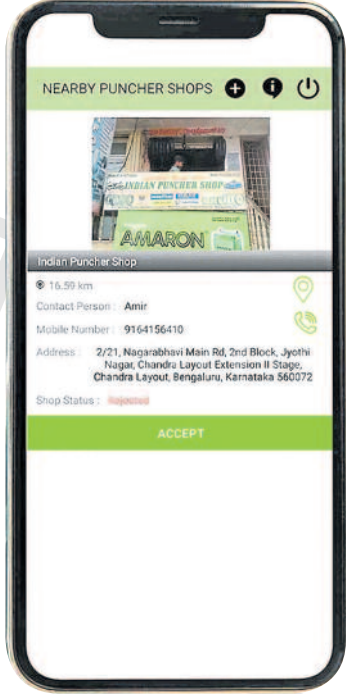 NEARBY PUNCHER SHOPS
INDIAN PUNCHER SHOP
AMARON
Indian Puncher Shop
16.59 km
Contact Person : Amir
Mobile Number : 9164156410
Address : 2/21, Nagarabhavi Main Rd, 2nd Block, Jyothi
Nagar, Chandra Layout Extension II Stage,
Chandra Layout, Bengaluru, Karnataka 560072
Shop Status : Rejected
ACCEPT